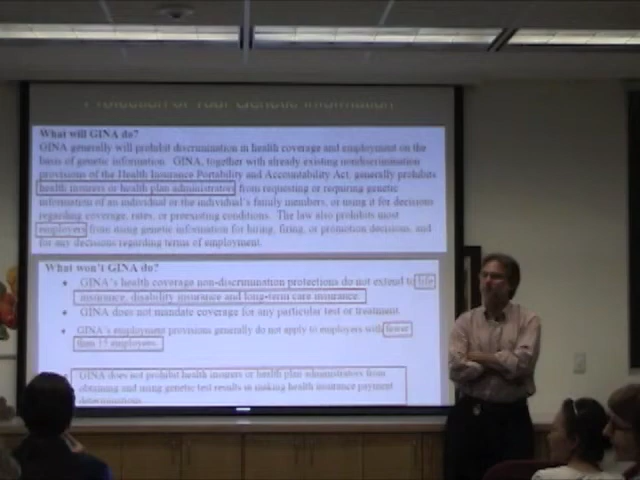 Protection of Your Genetic Information
What will GINA do?
GINA generally will prohibit discrimination in health coverage and employment on the
basis of genetic information. GINA, together with already existing nondiscrimination
provisions of the Health Insurance Portability and Accountability Act, generally prohibits
health insurers or health plan administrators from requesting or requiring genetic
information of an individual or the individual's family members, or using it for decisions
regarding coverage, rates, or preexisting conditions. The law also prohibits most
employers from using genetic information for hiring, firing, or promotion decisions, and
for any decisions regarding terms of employment.
What won't GINA do?
• GINA's health coverage non-discrimination protections do not extend to life
insurance, disability insurance and long-term care insurance.
• GINA does not mandate coverage for any particular test or treatment.
• GINA's employment provisions generally do not apply to employers with fewer
than 15 employees.
• GINA does not prohibit health insurers or health plan administrators from
obtaining and using genetic test results in making health insurance payment
determinations.